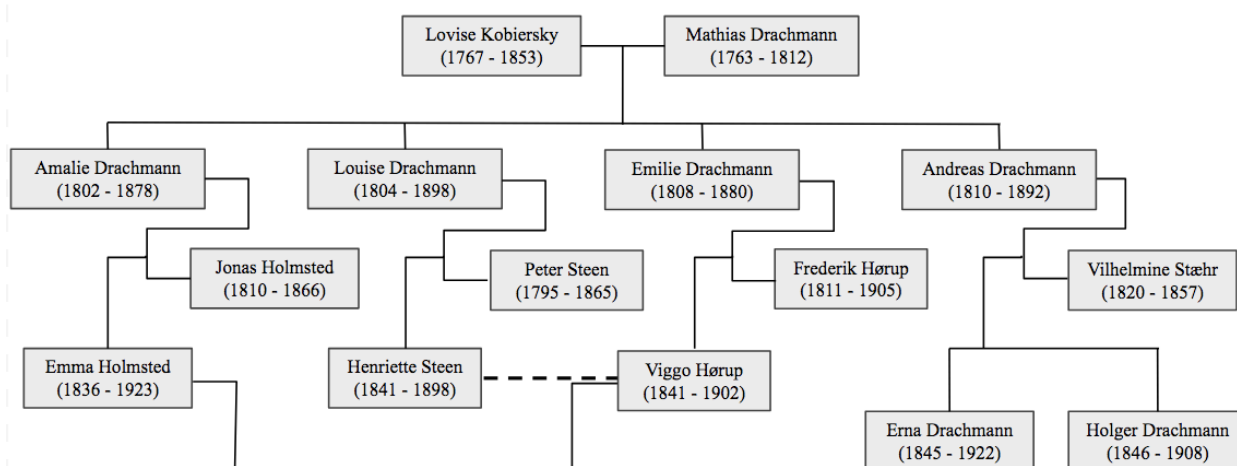 Lovise Kobiersky
(1767 - 1853)
Mathias Drachmann
(1763 - 1812)
Amalie Drachmann
(1802 - 1878)
Louise Drachmann
(1804 - 1898)
Emilie Drachmann
(1808 - 1880)
Andreas Drachmann
(1810 - 1892)
Jonas Holmsted
(1810 - 1866)
Peter Steen
(1795 - 1865)
Frederik Hørup
(1811 - 1905)
Vilhelmine Stæhr
(1820 - 1857)
Emma Holmsted
(1836 - 1923)
Henriette Steen
(1841 - 1898)
Viggo Hørup
(1841 - 1902)
Erna Drachmann
(1845 - 1922)
Holger Drachmann
(1846 - 1908)